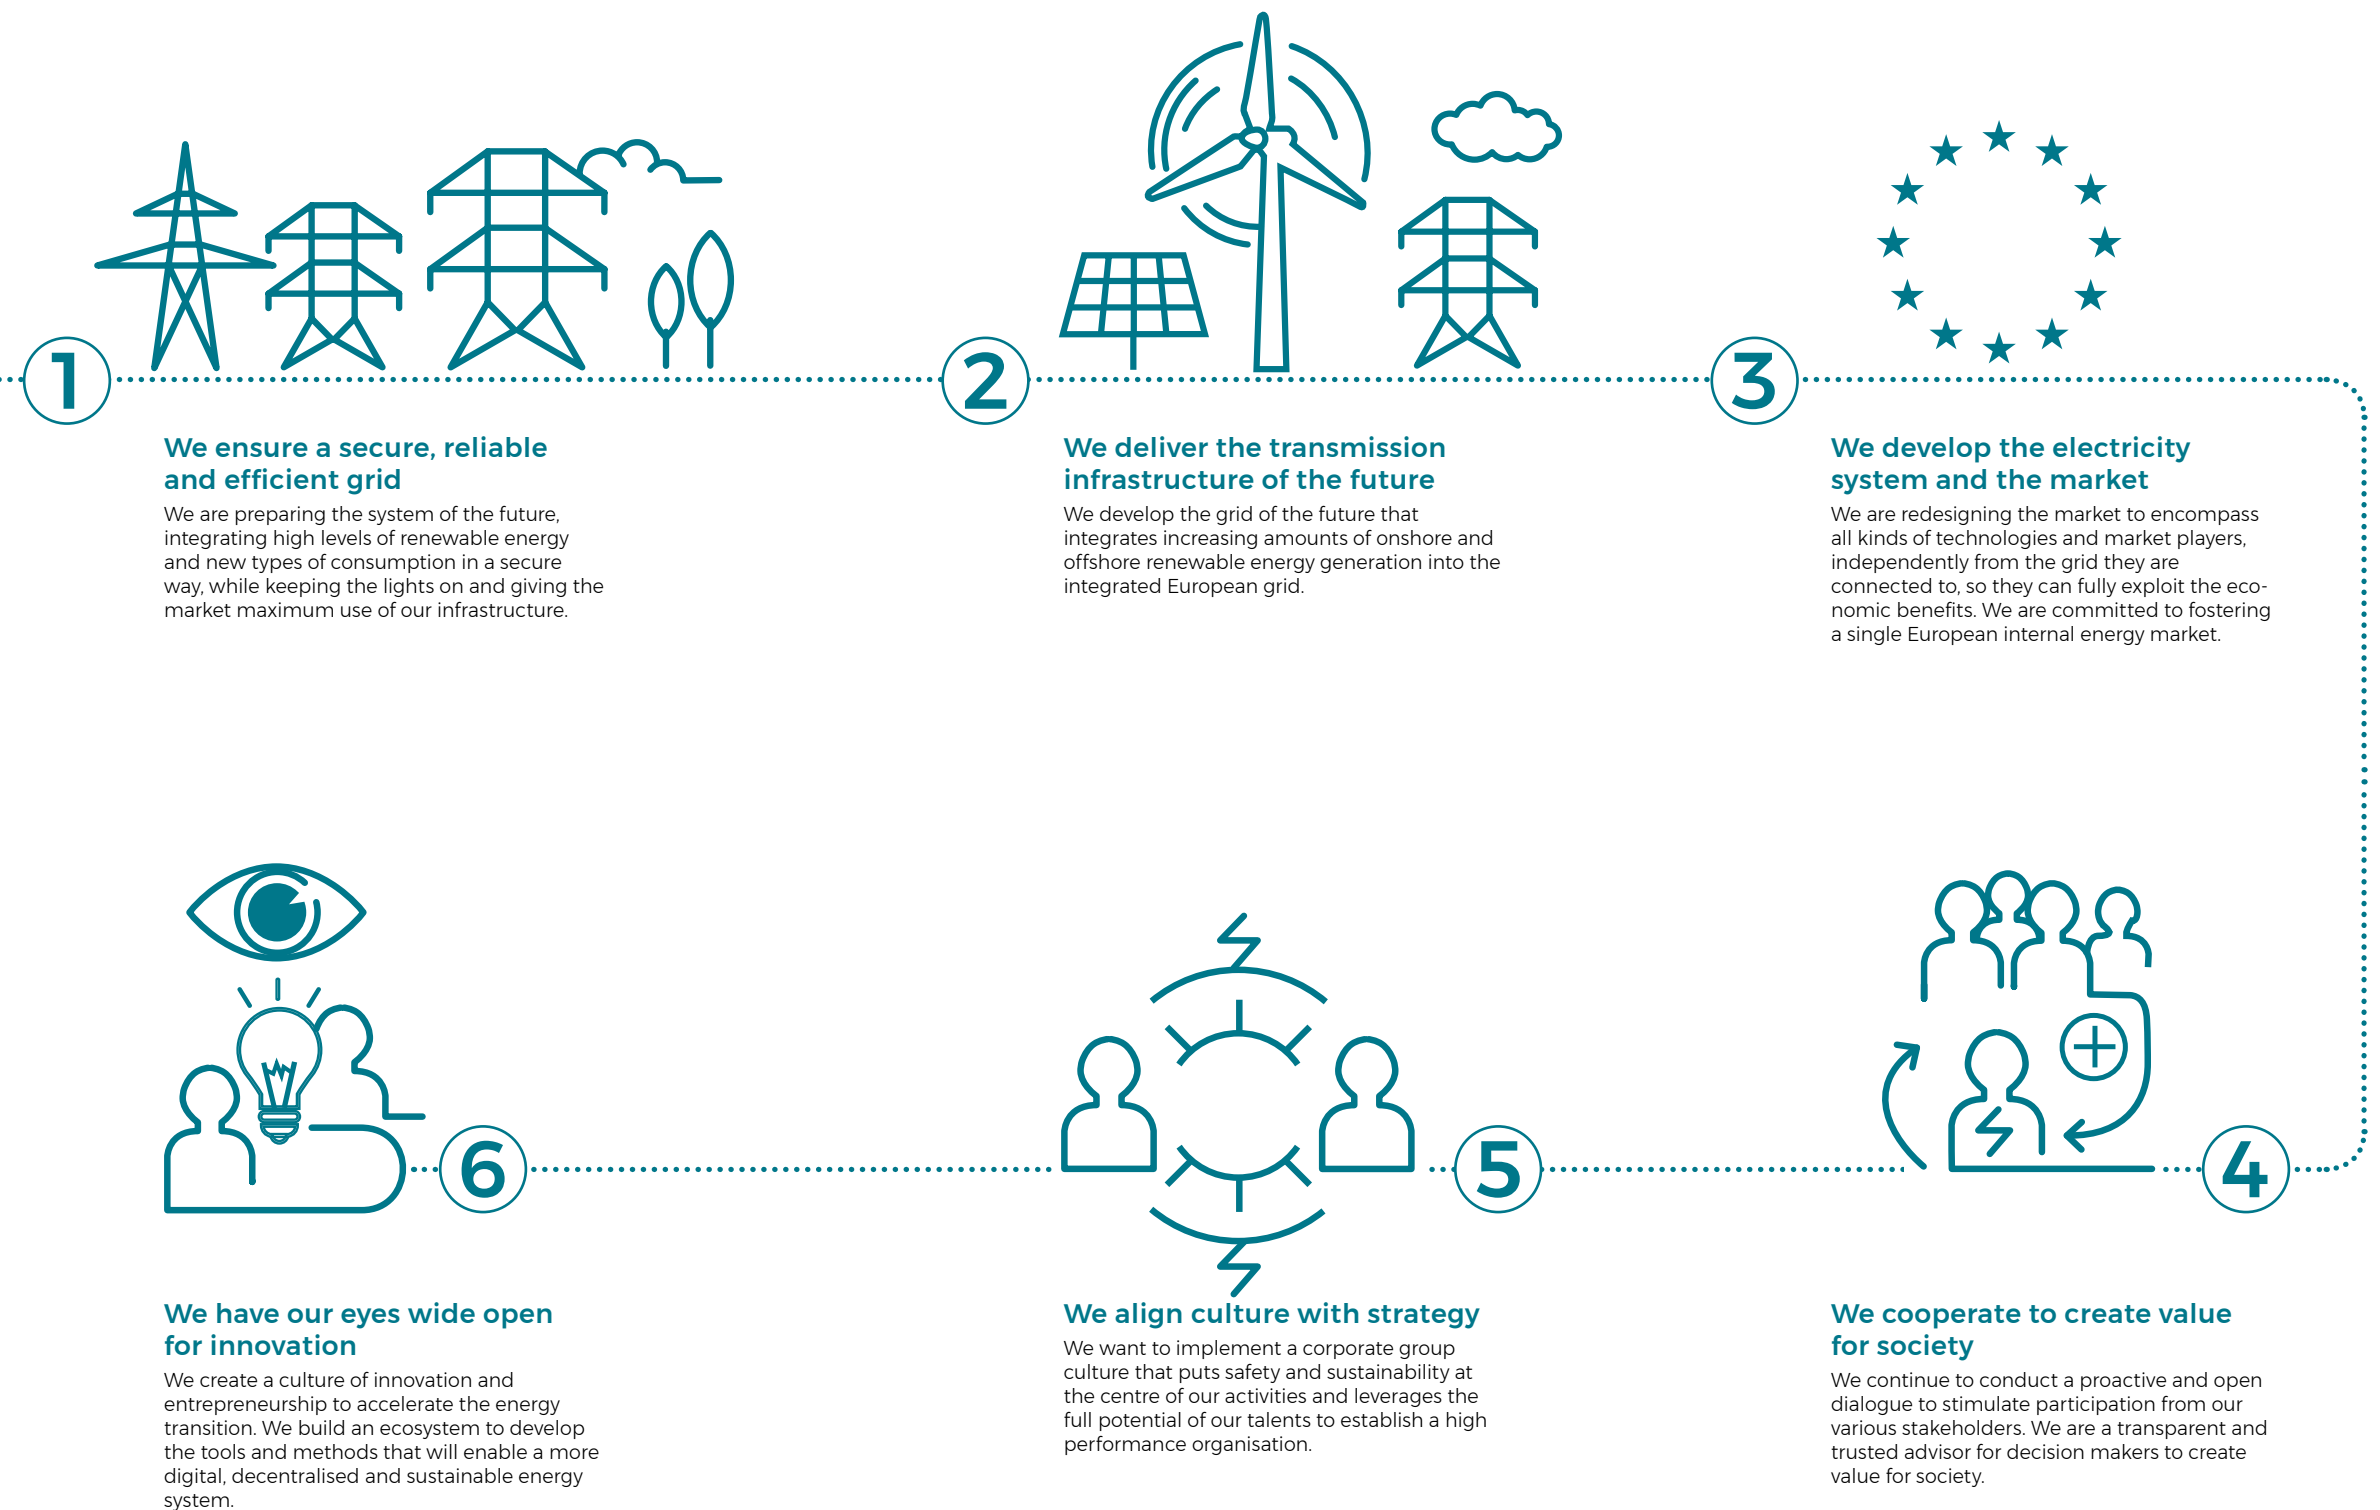 1
We ensure a secure, reliable
and efficient grid
We are preparing the system of the future,
integrating high levels of renewable energy
and new types of consumption in a secure
way, while keeping the lights on and giving the
market maximum use of our infrastructure.
2
We deliver the transmission
infrastructure of the future
We develop the grid of the future that
integrates increasing amounts of onshore and
offshore renewable energy generation into the
integrated European grid.
3
We develop the electricity
system and the market
We are redesigning the market to encompass
all kinds of technologies and market players,
independently from the grid they are
connected to, so they can fully exploit the eco-
nomic benefits. We are committed to fostering
a single European internal energy market.
4
We cooperate to create value
for society
We continue to conduct a proactive and open
dialogue to stimulate participation from our
various stakeholders. We are a transparent and
trusted advisor for decision makers to create
value for society.
5
We align culture with strategy
We want to implement a corporate group
culture that puts safety and sustainability at
the centre of our activities and leverages the
full potential of our talents to establish a high
performance organisation.
6
We have our eyes wide open
for innovation
We create a culture of innovation and
entrepreneurship to accelerate the energy
transition. We build an ecosystem to develop
the tools and methods that will enable a more
digital, decentralised and sustainable energy
system.